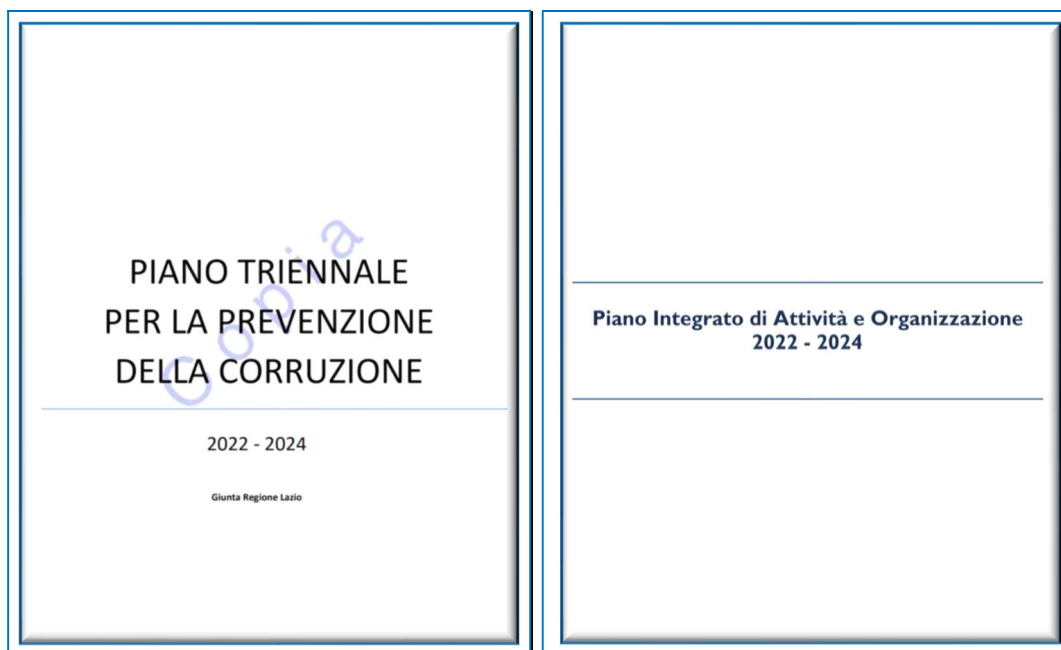 PIANO TRIENNALE
PER LA PREVENZIONE
DELLA CORRUZIONE
Copia
2022 - 2024
Giunta Regione Lazio
Piano Integrato di Attività e Organizzazione
2022 - 2024